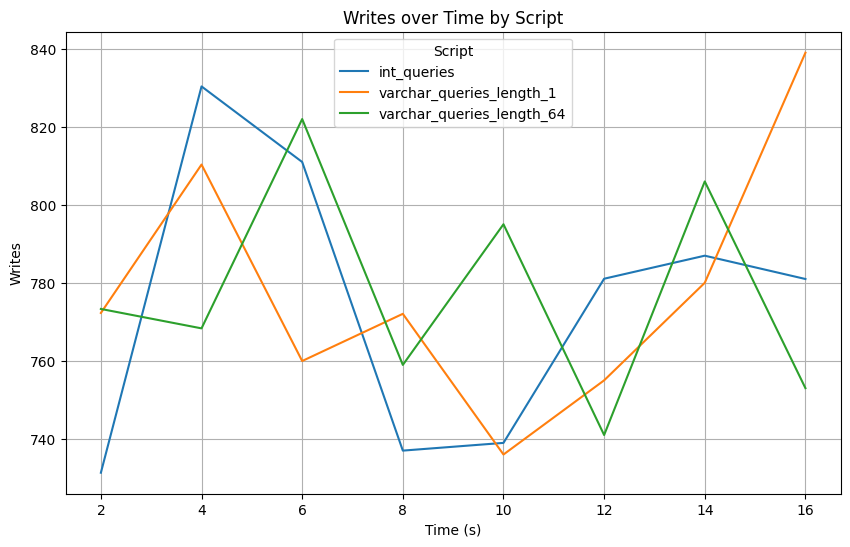 Writes over Time by Script
Script
int_queries
varchar_queries_length_1
varchar_queries_length_64
840
820
800
780
760
740
Writes
2 4 6 8 10 12 14 16
Time (s)